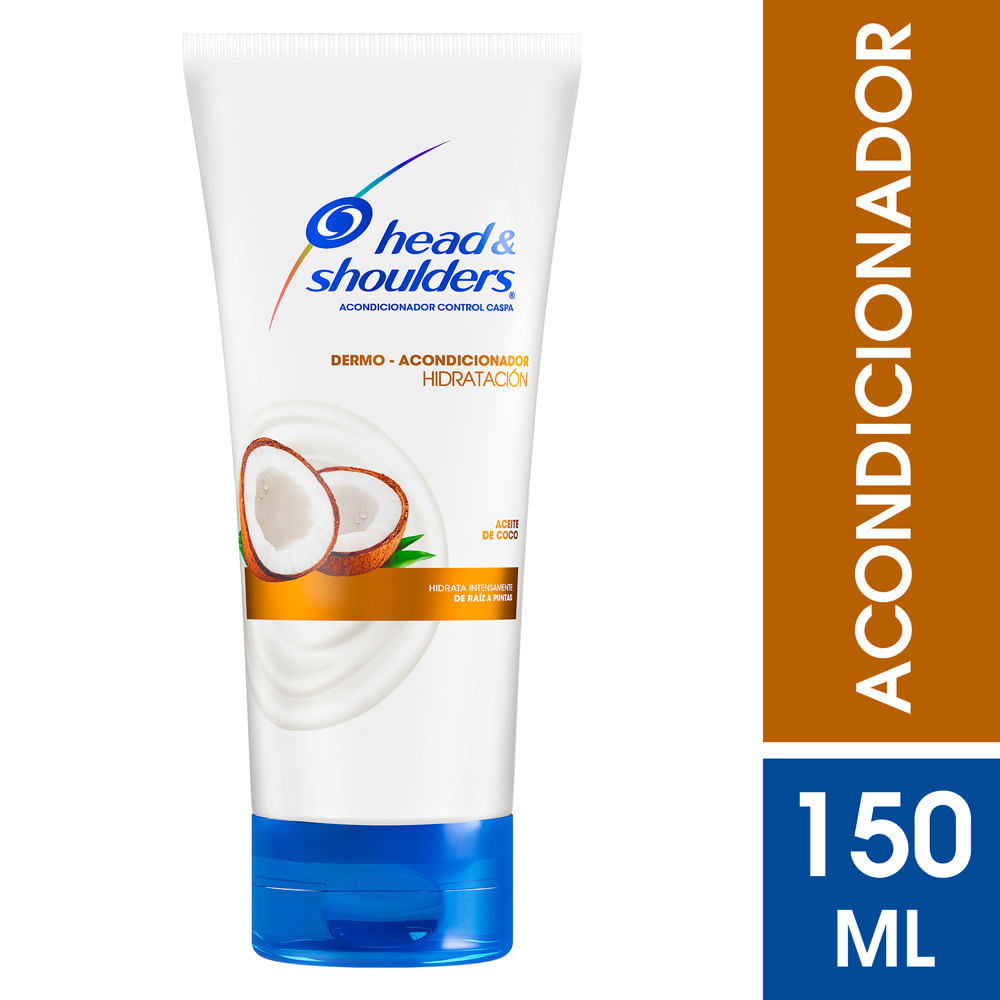 head &
shoulders®
ACONDICIONADOR CONTROL CASPA
DERMO - ACONDICIONADOR
HIDRATACIÓN
ACEITE
DE COCO
HIDRATA INTENSAMENTE
DE RAÍZ A PUNTAS
ACONDICIONADOR
150
ML